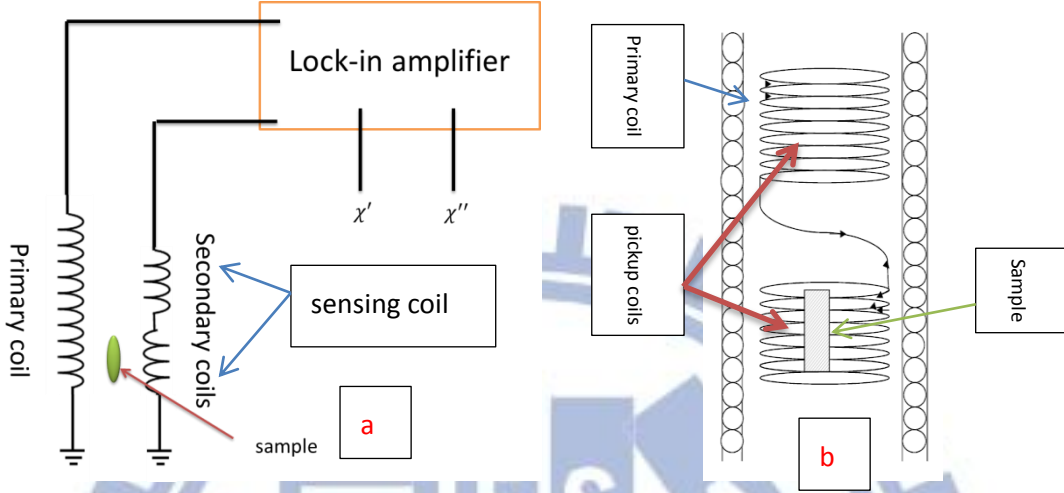 Lock-in amplifier
χ′
χ′′
Primary coil
Secondary coils
sensing coil
sample
a
Primary coil
pickup coils
Sample
b
S